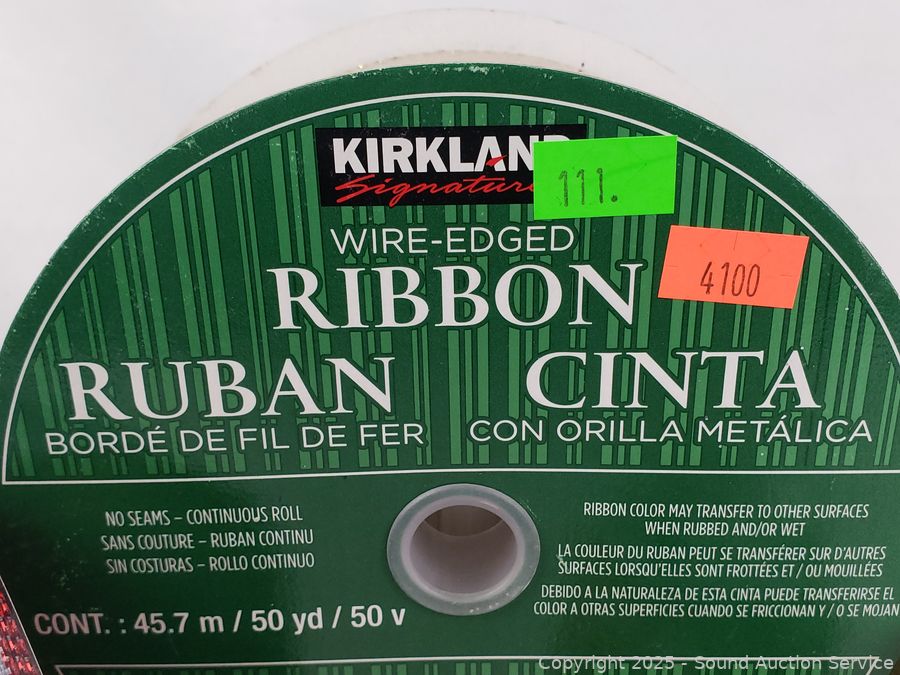 KIRKLAND
Signature
111.
WIRE-EDGED
4100
RIBBON
RUBAN
BORDÉ DE FIL DE FER
CINTA
CON ORILLA METÁLICA
NO SEAMS – CONTINUOUS ROLL
SANS COUTURE – RUBAN CONTINU
SIN COSTURAS – ROLLO CONTINUO
CONT. : 45.7 m / 50 yd / 50 v
RIBBON COLOR MAY TRANSFER TO OTHER SURFACES
WHEN RUBBED AND/OR WET
LA COULEUR DU RUBAN PEUT SE TRANSFÉRER SUR D'AUTRES
SURFACES LORSQU'ELLES SONT FROTTÉES ET / OU MOUILLÉES
DEBIDO A LA NATURALEZA DE ESTA CINTA PUEDE TRANSFERIRSE EL
COLOR A OTRAS SUPERFICIES CUANDO SE FRICCIONAN Y / O SE MOJAN
Copyright 2025 - Sound Auction Service